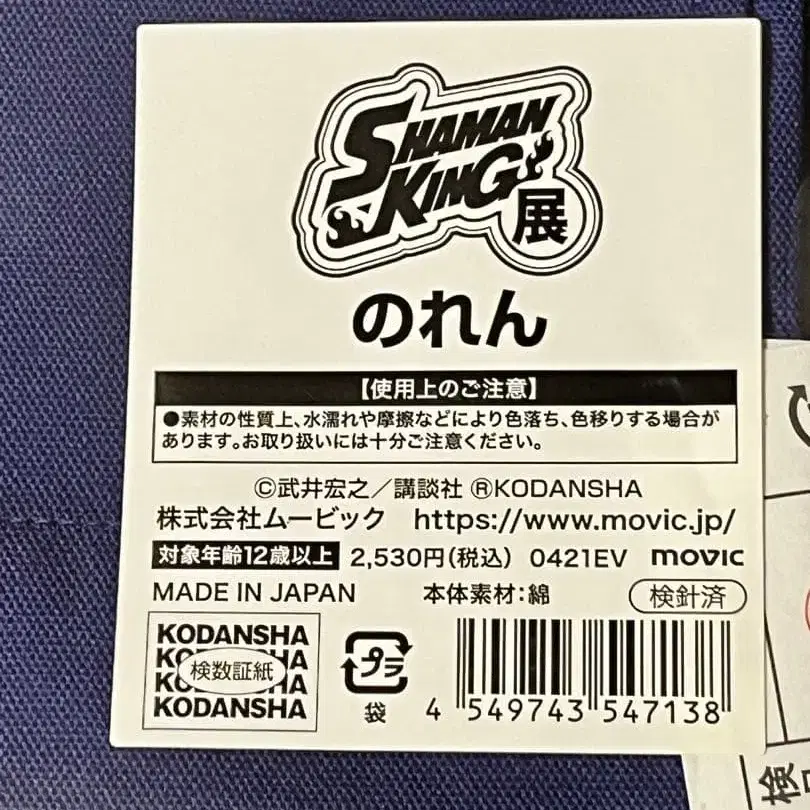 SHAMAN
KING展
のれん
【使用上のご注意】
●素材の性質上、水濡れや摩擦などにより色落ち、色移りする場合が
あります。お取り扱いには十分ご注意ください。
©武井宏之/講談社 ®KODANSHA
株式会社ムービック https://www.movic.jp/
対象年齢12歳以上 2,530円(税込) 0421EV movic
MADE IN JAPAN 本体素材:綿 検針済
KODANSHA
検数証紙
KODANSHA
プラ
袋
4 549743 547138
検